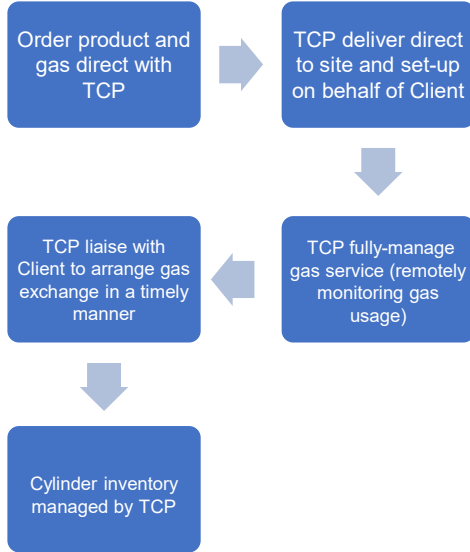 Order product and
gas direct with
TCP
TCP deliver direct
to site and set-up
on behalf of Client
TCP fully-manage
gas service (remotely
monitoring gas
usage)
TCP liaise with
Client to arrange gas
exchange in a timely
manner
Cylinder inventory
managed by TCP